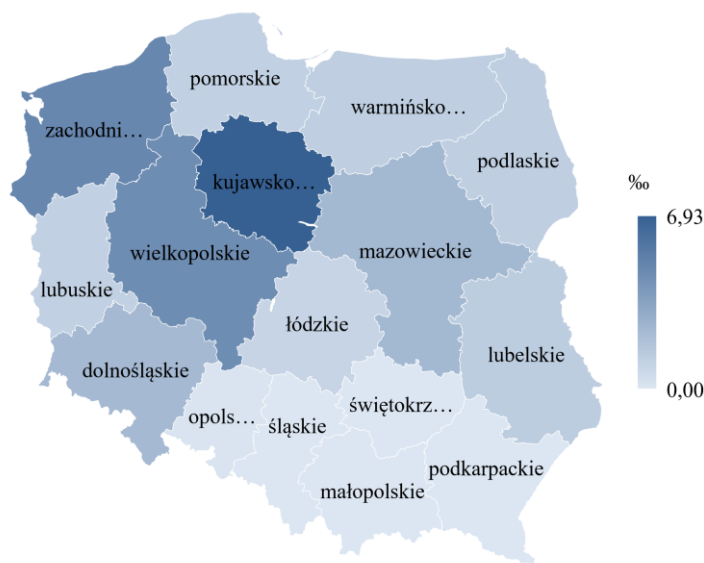 pomorskie
warmińsko…
zachodni…
podlaskie
kujawsko…
‰
6,93
wielkopolskie
mazowieckie
lubuskie
łódzkie
lubelskie
dolnośląskie
0,00
opols…
śląskie
świętokrz…
podkarpackie
małopolskie